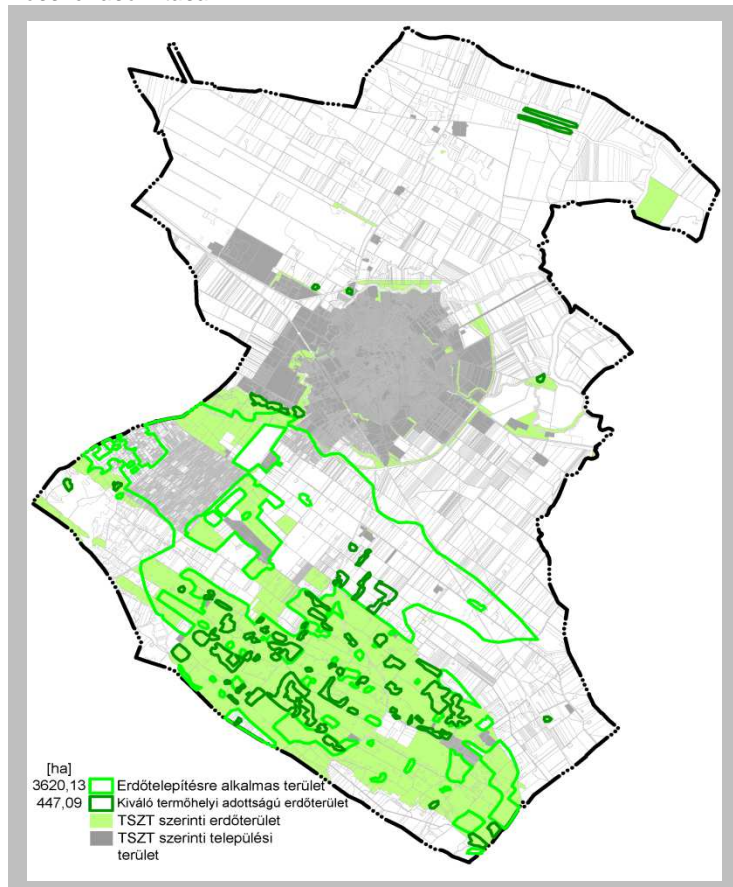 [ha]
3620,13 Erdőtelepítésre alkalmas terület
447,09 Kiváló termőhelyi adottságú erdőterület
TSZT szerinti erdőterület
TSZT szerinti települési
terület